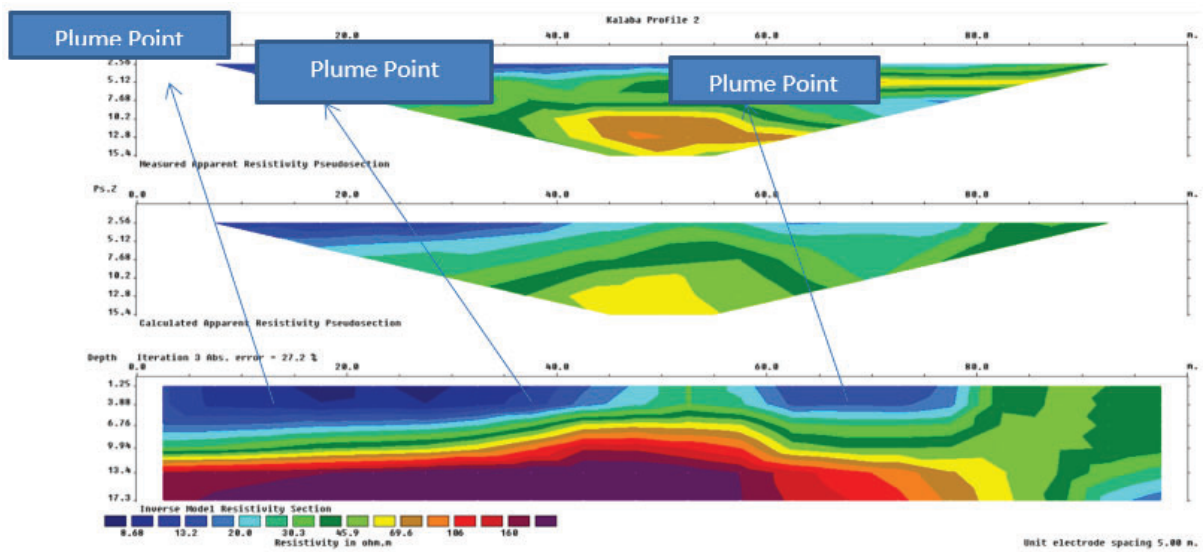 Kalaba Profile 2
Plume Point
Plume Point
Plume Point
20.0 40.0 60.0 80.0 m.
2.56
5.12
7.68
10.2
12.8
15.4
Measured Apparent Resistivity Pseudosection
Ps.Z 0.0 20.0 40.0 60.0 80.0 m.
2.56
5.12
7.68
10.2
12.8
15.4
Calculated Apparent Resistivity Pseudosection
Depth Iteration 3 Abs. error = 27.2 %
0.0 20.0 40.0 60.0 80.0 m.
1.25
3.88
6.76
9.94
13.4
17.3
Inverse Model Resistivity Section
8.68 13.2 20.0 30.3 45.9 69.6 106 160
Resistivity in ohm.m
Unit electrode spacing 5.00 m.